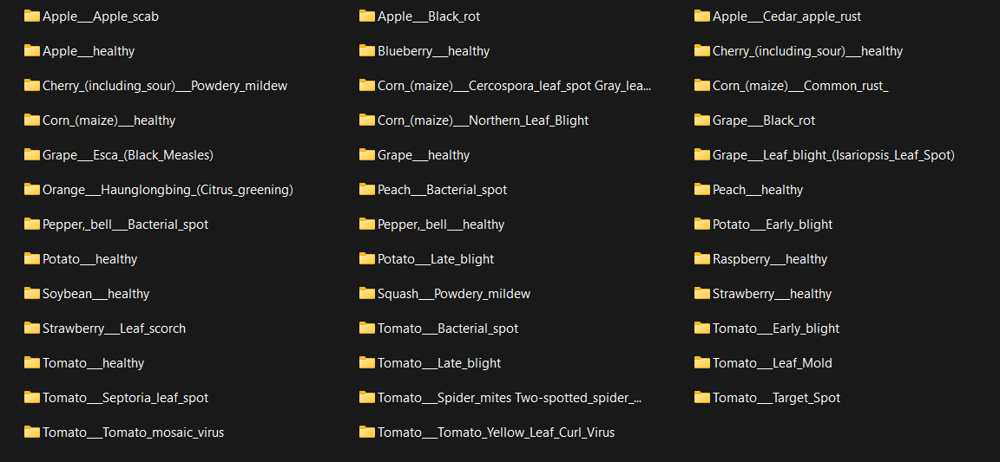 Apple___Apple_scab
Apple___Black_rot
Apple___Cedar_apple_rust
Apple___healthy
Blueberry___healthy
Cherry_(including_sour)___healthy
Cherry_(including_sour)___Powdery_mildew
Corn_(maize)___Cercospora_leaf_spot Gray_lea...
Corn_(maize)___Common_rust_
Corn_(maize)___healthy
Corn_(maize)___Northern_Leaf_Blight
Grape___Black_rot
Grape___Esca_(Black_Measles)
Grape___healthy
Grape___Leaf_blight_(Isariopsis_Leaf_Spot)
Orange___Haunglongbing_(Citrus_greening)
Peach___Bacterial_spot
Peach___healthy
Pepper,_bell___Bacterial_spot
Pepper,_bell___healthy
Potato___Early_blight
Potato___healthy
Potato___Late_blight
Raspberry___healthy
Soybean___healthy
Squash___Powdery_mildew
Strawberry___healthy
Strawberry___Leaf_scorch
Tomato___Bacterial_spot
Tomato___Early_blight
Tomato___healthy
Tomato___Late_blight
Tomato___Leaf_Mold
Tomato___Septoria_leaf_spot
Tomato___Spider_mites Two-spotted_spider_...
Tomato___Target_Spot
Tomato___Tomato_mosaic_virus
Tomato___Tomato_Yellow_Leaf_Curl_Virus